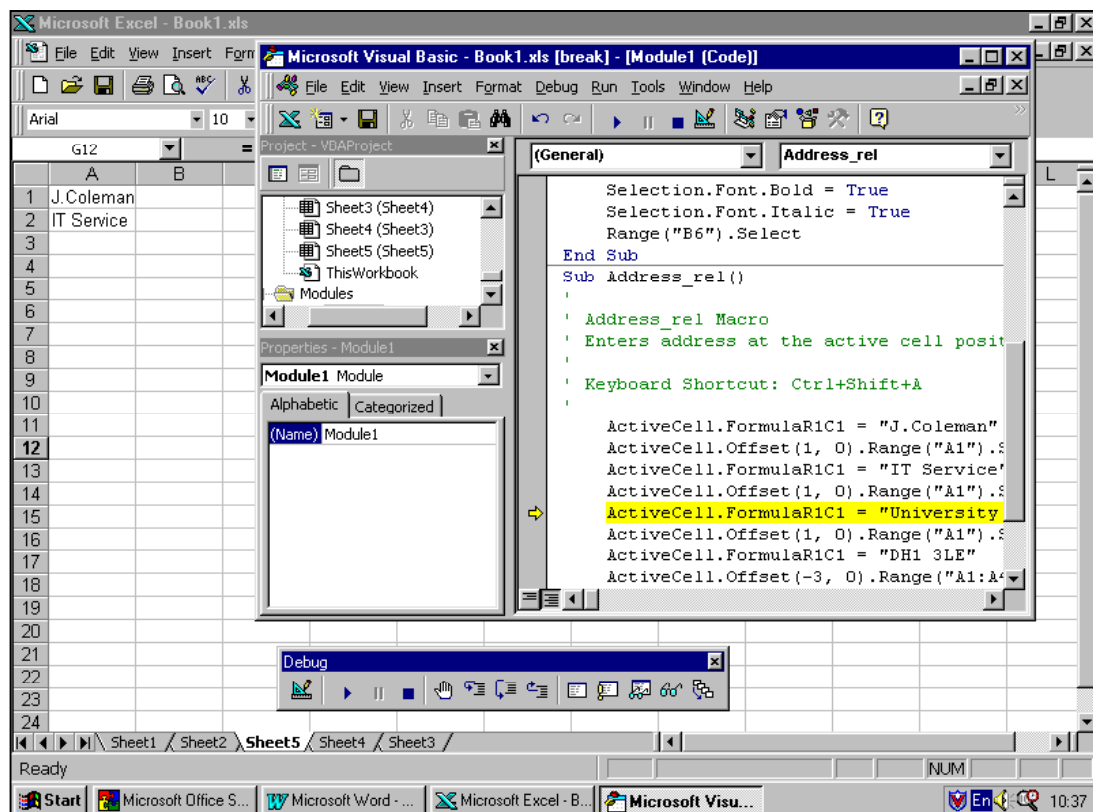 Microsoft Excel - Book1.xls
File Edit View Insert Form
Arial 10
G12 =
A B L
1 J.Coleman
2 IT Service
3
4
5
6
7
8
9
10
11
12
13
14
15
16
17
18
19
20
21
22
23
24
Microsoft Visual Basic - Book1.xls [break] - [Module1 (Code)]
File Edit View Insert Format Debug Run Tools Window Help
Project - VBAProject
Sheet3 (Sheet4)
Sheet4 (Sheet3)
Sheet5 (Sheet5)
ThisWorkbook
Modules
Properties - Module1
Module1 Module
Alphabetic Categorized
(Name) Module1
(General) Address_rel
Selection.Font.Bold = True
Selection.Font.Italic = True
Range("B6").Select
End Sub
Sub Address_rel()
'
' Address_rel Macro
' Enters address at the active cell posit
'
' Keyboard Shortcut: Ctrl+Shift+A
'
ActiveCell.FormulaR1C1 = "J.Coleman"
ActiveCell.Offset(1, 0).Range("A1").S
ActiveCell.FormulaR1C1 = "IT Service"
ActiveCell.Offset(1, 0).Range("A1").S
ActiveCell.FormulaR1C1 = "University
ActiveCell.Offset(1, 0).Range("A1").S
ActiveCell.FormulaR1C1 = "DH1 3LE"
ActiveCell.Offset(-3, 0).Range("A1:A4
Debug
Sheet1 Sheet2 Sheet5 Sheet4 Sheet3
Ready NUM
Start Microsoft Office S... Microsoft Word - ... Microsoft Excel - B... Microsoft Visu... En 10:37